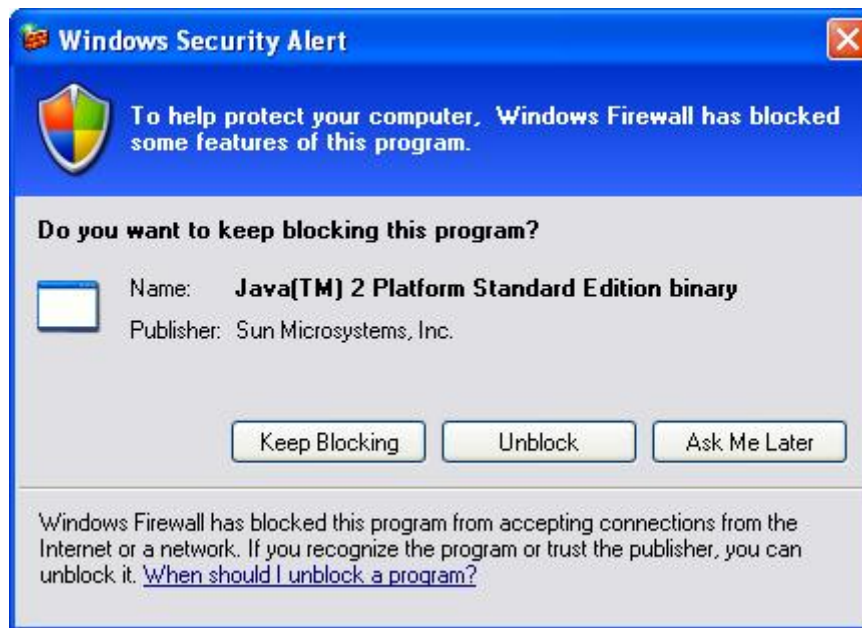 Windows Security Alert
To help protect your computer, Windows Firewall has blocked
some features of this program.
Do you want to keep blocking this program?
Name: Java(TM) 2 Platform Standard Edition binary
Publisher: Sun Microsystems, Inc.
Keep Blocking Unblock Ask Me Later
Windows Firewall has blocked this program from accepting connections from the
Internet or a network. If you recognize the program or trust the publisher, you can
unblock it. When should I unblock a program?